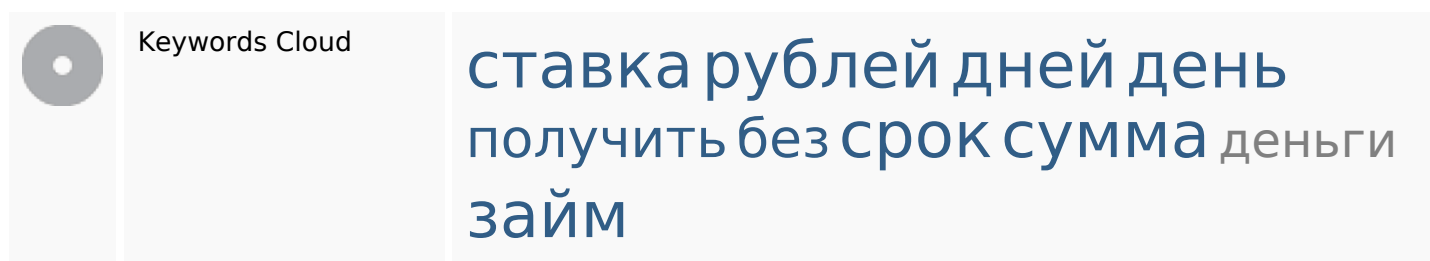 Keywords Cloud
ставка рублей дней день
получить без срок сумма деньги
займ